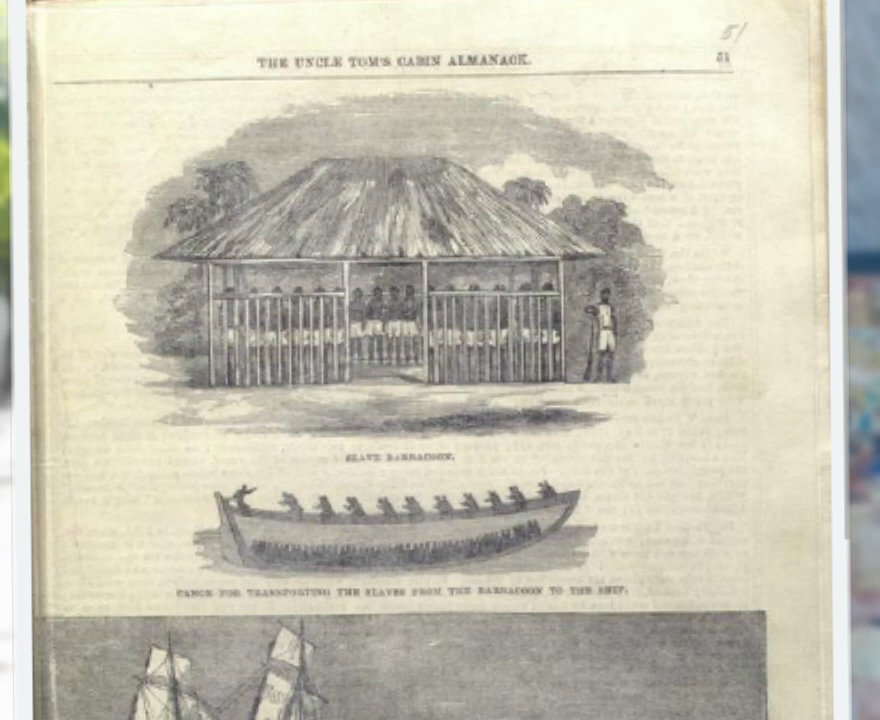 51
THE UNCLE TOM'S CABIN ALMANACK.
51
SLAVE BARRACOON.
CANOE FOR TRANSPORTING THE SLAVES FROM THE BARRACOON TO THE SHIP.